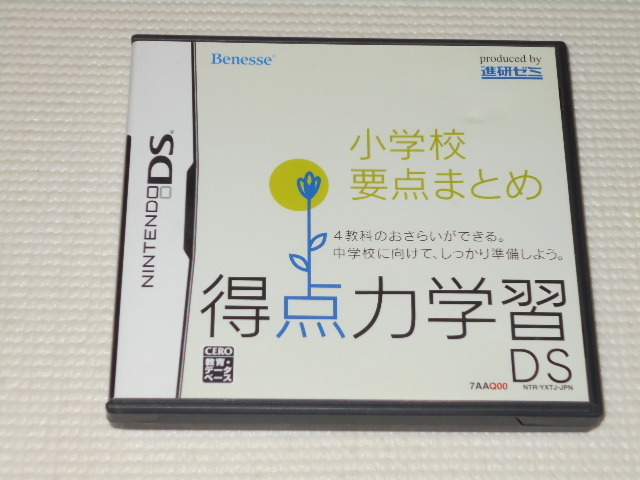 Benesse®
produced by
進研ゼミ
NINTENDO DS™
小学校
要点まとめ
4教科のおさらいができる。
中学校に向けて、しっかり準備しよう。
得点力学習
DS
CERO
教育・
データ
ベース
7AAQ00
NTR-YXTJ-JPN